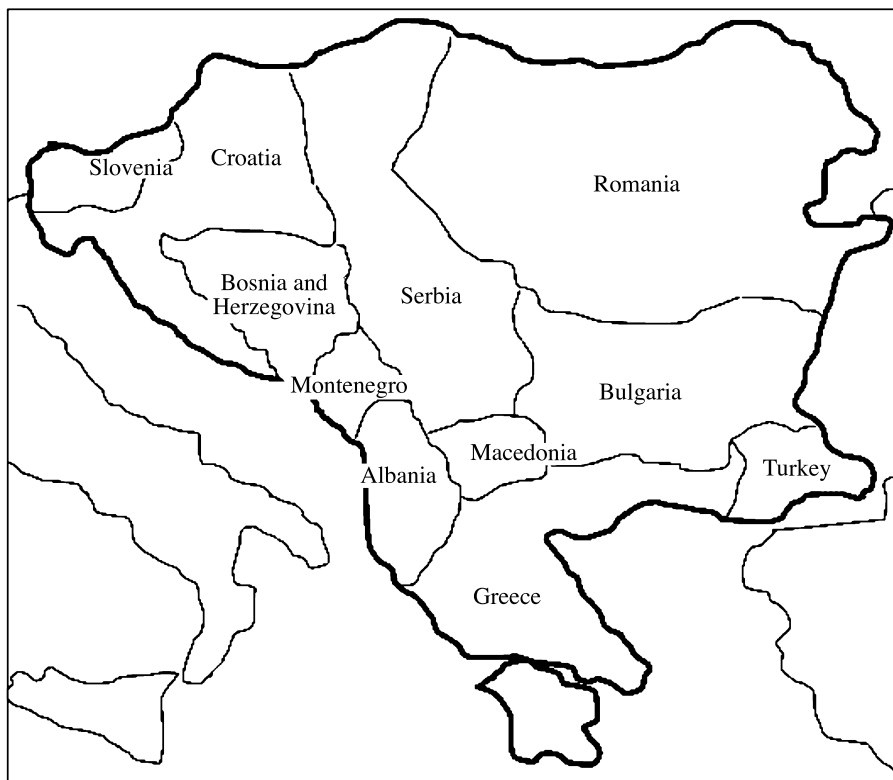 Slovenia
Croatia
Romania
Bosnia and
Herzegovina
Serbia
Montenegro
Bulgaria
Macedonia
Albania
Turkey
Greece